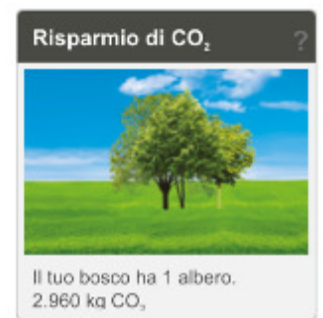 Risparmio di CO₂ ?
Il tuo bosco ha 1 albero.
2.960 kg CO₂